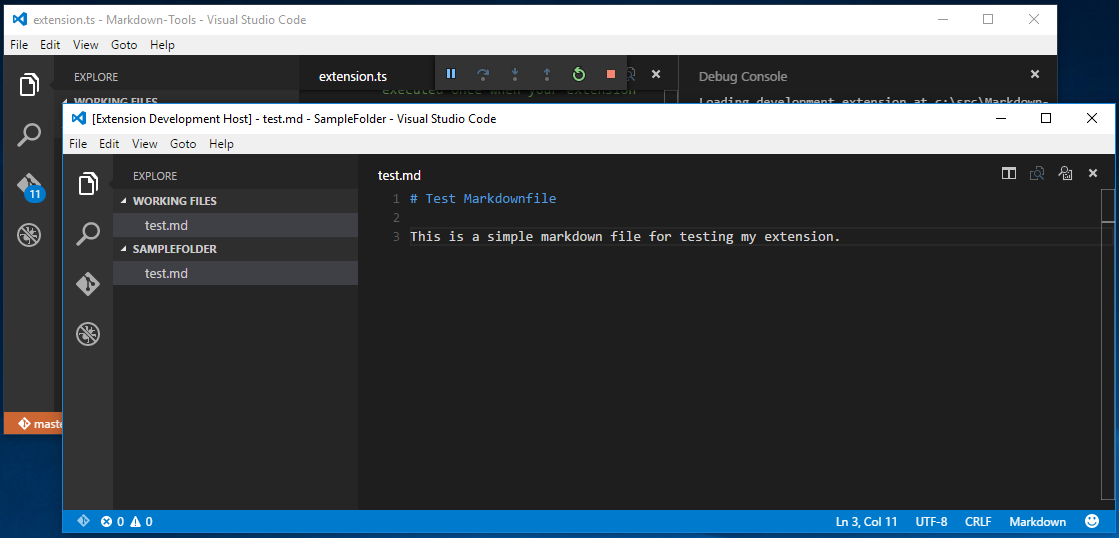 extension.ts - Markdown-Tools - Visual Studio Code
File Edit View Goto Help
EXPLORE
extension.ts
Debug Console
WORKING FILES
executed once when your extension
Loading development extension at c:\src\Markdown-
11
master
[Extension Development Host] - test.md - SampleFolder - Visual Studio Code
File Edit View Goto Help
EXPLORE
WORKING FILES
test.md
SAMPLEFOLDER
test.md
test.md
1 # Test Markdownfile
2
3 This is a simple markdown file for testing my extension.
0 0
Ln 3, Col 11 UTF-8 CRLF Markdown